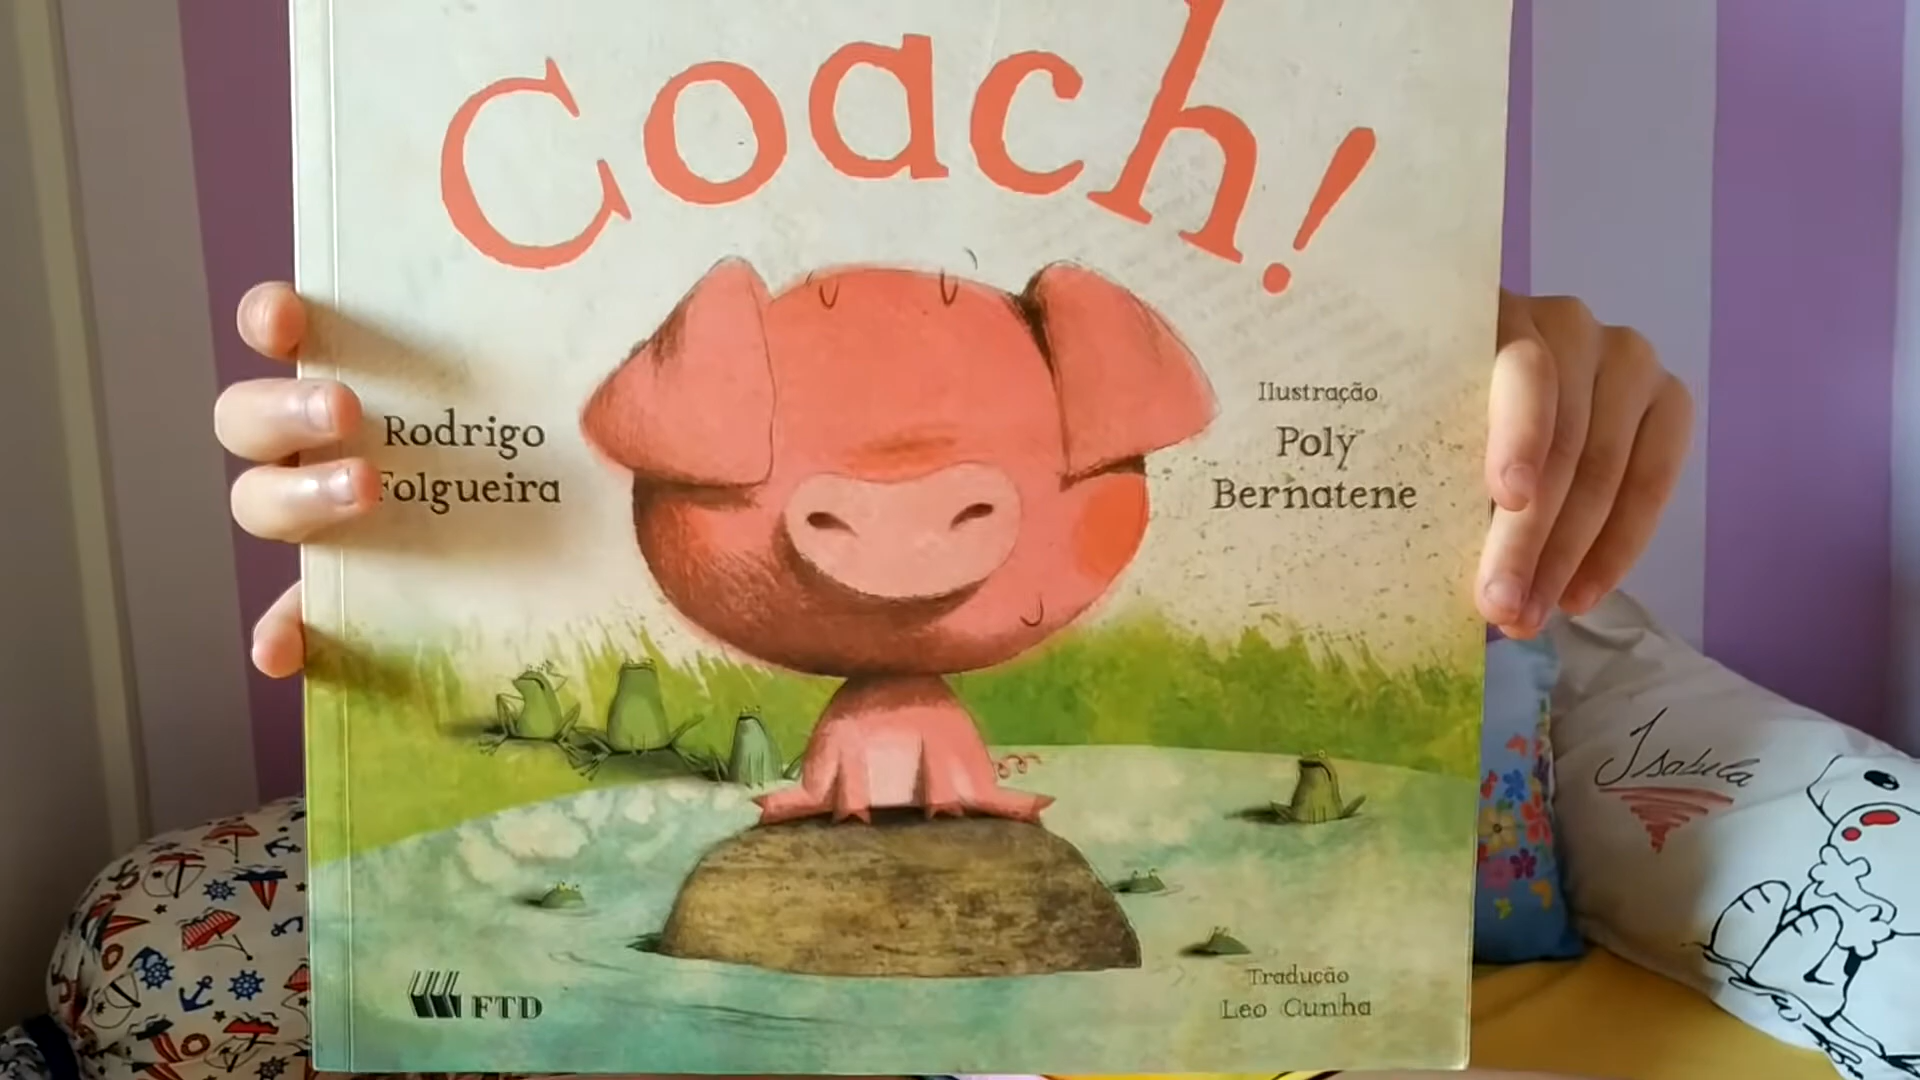 Coach!
Rodrigo
Folgueira
Ilustração
Poly
Bernatene
FTD
Tradução
Leo Cunha
Isabela